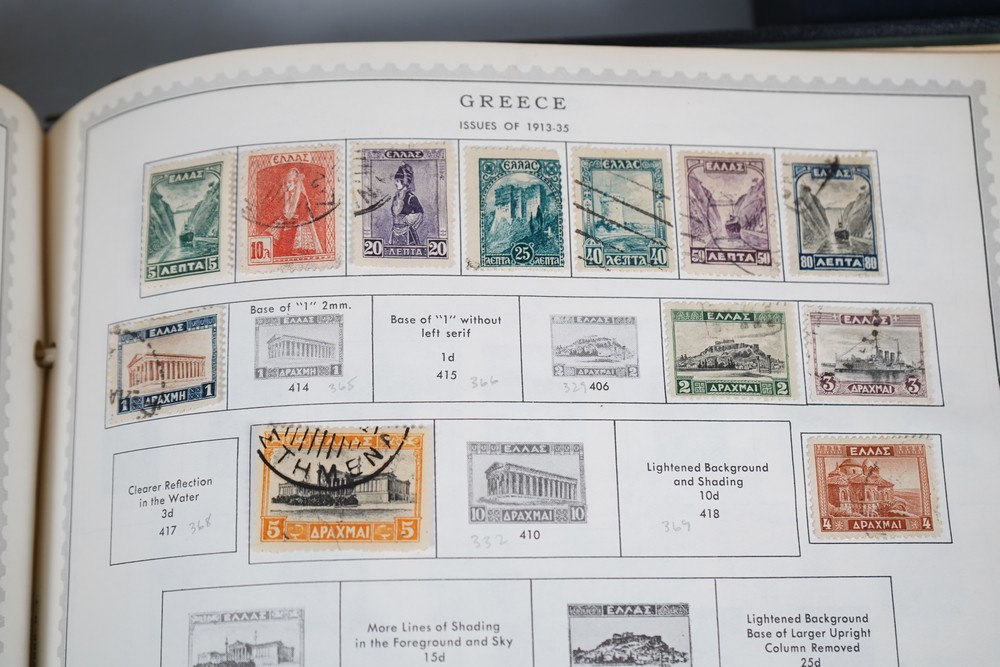 GREECE
ISSUES OF 1913-35
ΕΛΛΑΣ
5 ΛΕΠΤΑ 5
ΕΛΛΑΣ
10 Λ
ΕΛΛΑΣ
20 ΛΕΠΤΑ 20
ΕΛΛΑΣ
25 ΛΕΠΤΑ
ΕΛΛΑΣ
40 ΛΕΠΤΑ 40
ΕΛΛΑΣ
50 ΛΕΠΤΑ 50
ΕΛΛΑΣ
80 ΛΕΠΤΑ 80
ΕΛΛΑΣ
1 ΔΡΑΧΜΗ 1
Base of "1" 2mm.
ΕΛΛΑΣ
1 ΔΡΑΧΜΗ 1
414 365
Base of "1" without
left serif
1d
415 366
ΕΛΛΑΣ
2 ΔΡΑΧΜΑΙ 2
329 406
ΕΛΛΑΣ
2 ΔΡΑΧΜΑΙ 2
ΕΛΛΑΣ
3 ΔΡΑΧΜΑΙ 3
Clearer Reflection
in the Water
3d
417 368
ΕΛΛΑΣ
5 ΔΡΑΧΜΑΙ 5
ΕΛΛΑΣ
10 ΔΡΑΧΜΑΙ 10
332 410
Lightened Background
and Shading
10d
418
369
ΕΛΛΑΣ
4 ΔΡΑΧΜΑΙ 4
ΕΛΛΑΣ
More Lines of Shading
in the Foreground and Sky
15d
ΕΛΛΑΣ
Lightened Background
Base of Larger Upright
Column Removed
25d